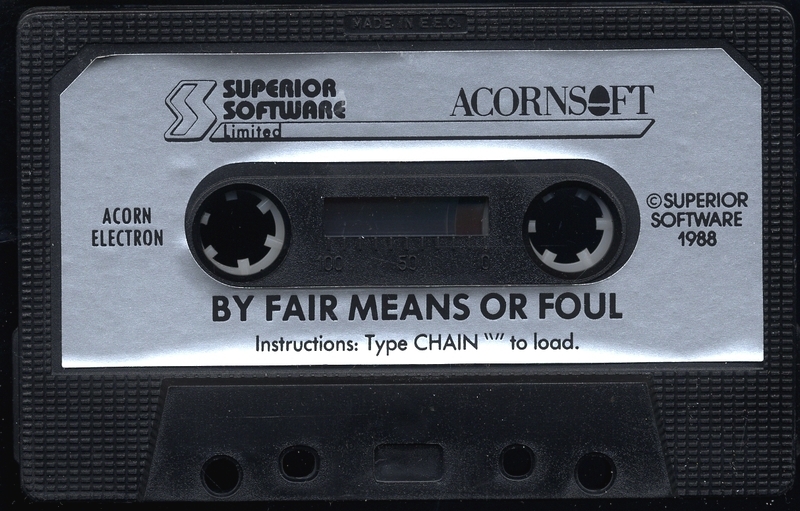 MADE IN E.E.C.
SUPERIOR
SOFTWARE
Limited
ACORNSOFT
ACORN
ELECTRON
©SUPERIOR
SOFTWARE
1988
100 50 0
BY FAIR MEANS OR FOUL
Instructions: Type CHAIN "" to load.